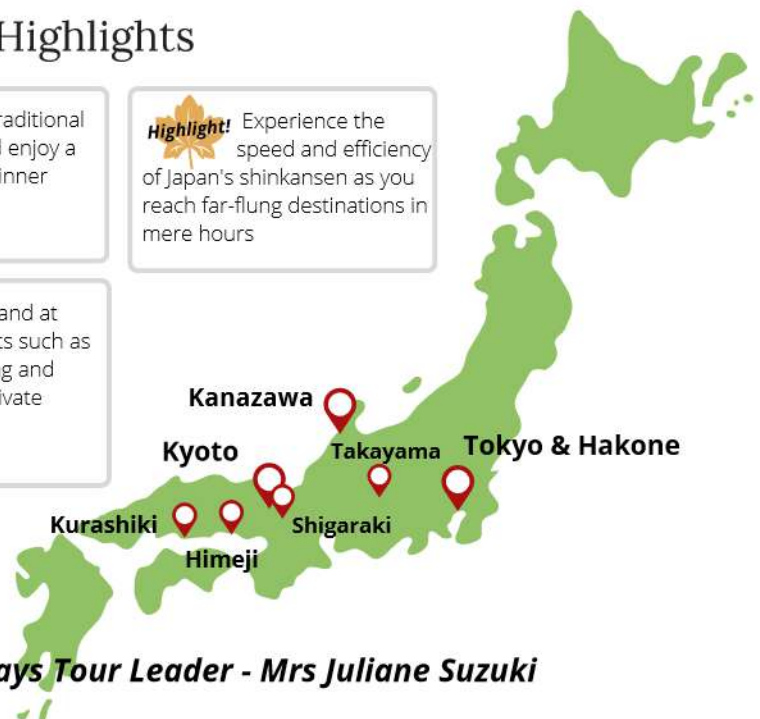 Highlights
raditional
enjoy a
inner
Highlight! Experience the
speed and efficiency
of Japan's shinkansen as you
reach far-flung destinations in
mere hours
and at
ts such as
g and
ivate
Kanazawa
Kyoto
Takayama
Tokyo & Hakone
Kurashiki
Shigaraki
Himeji
ays Tour Leader - Mrs Juliane Suzuki